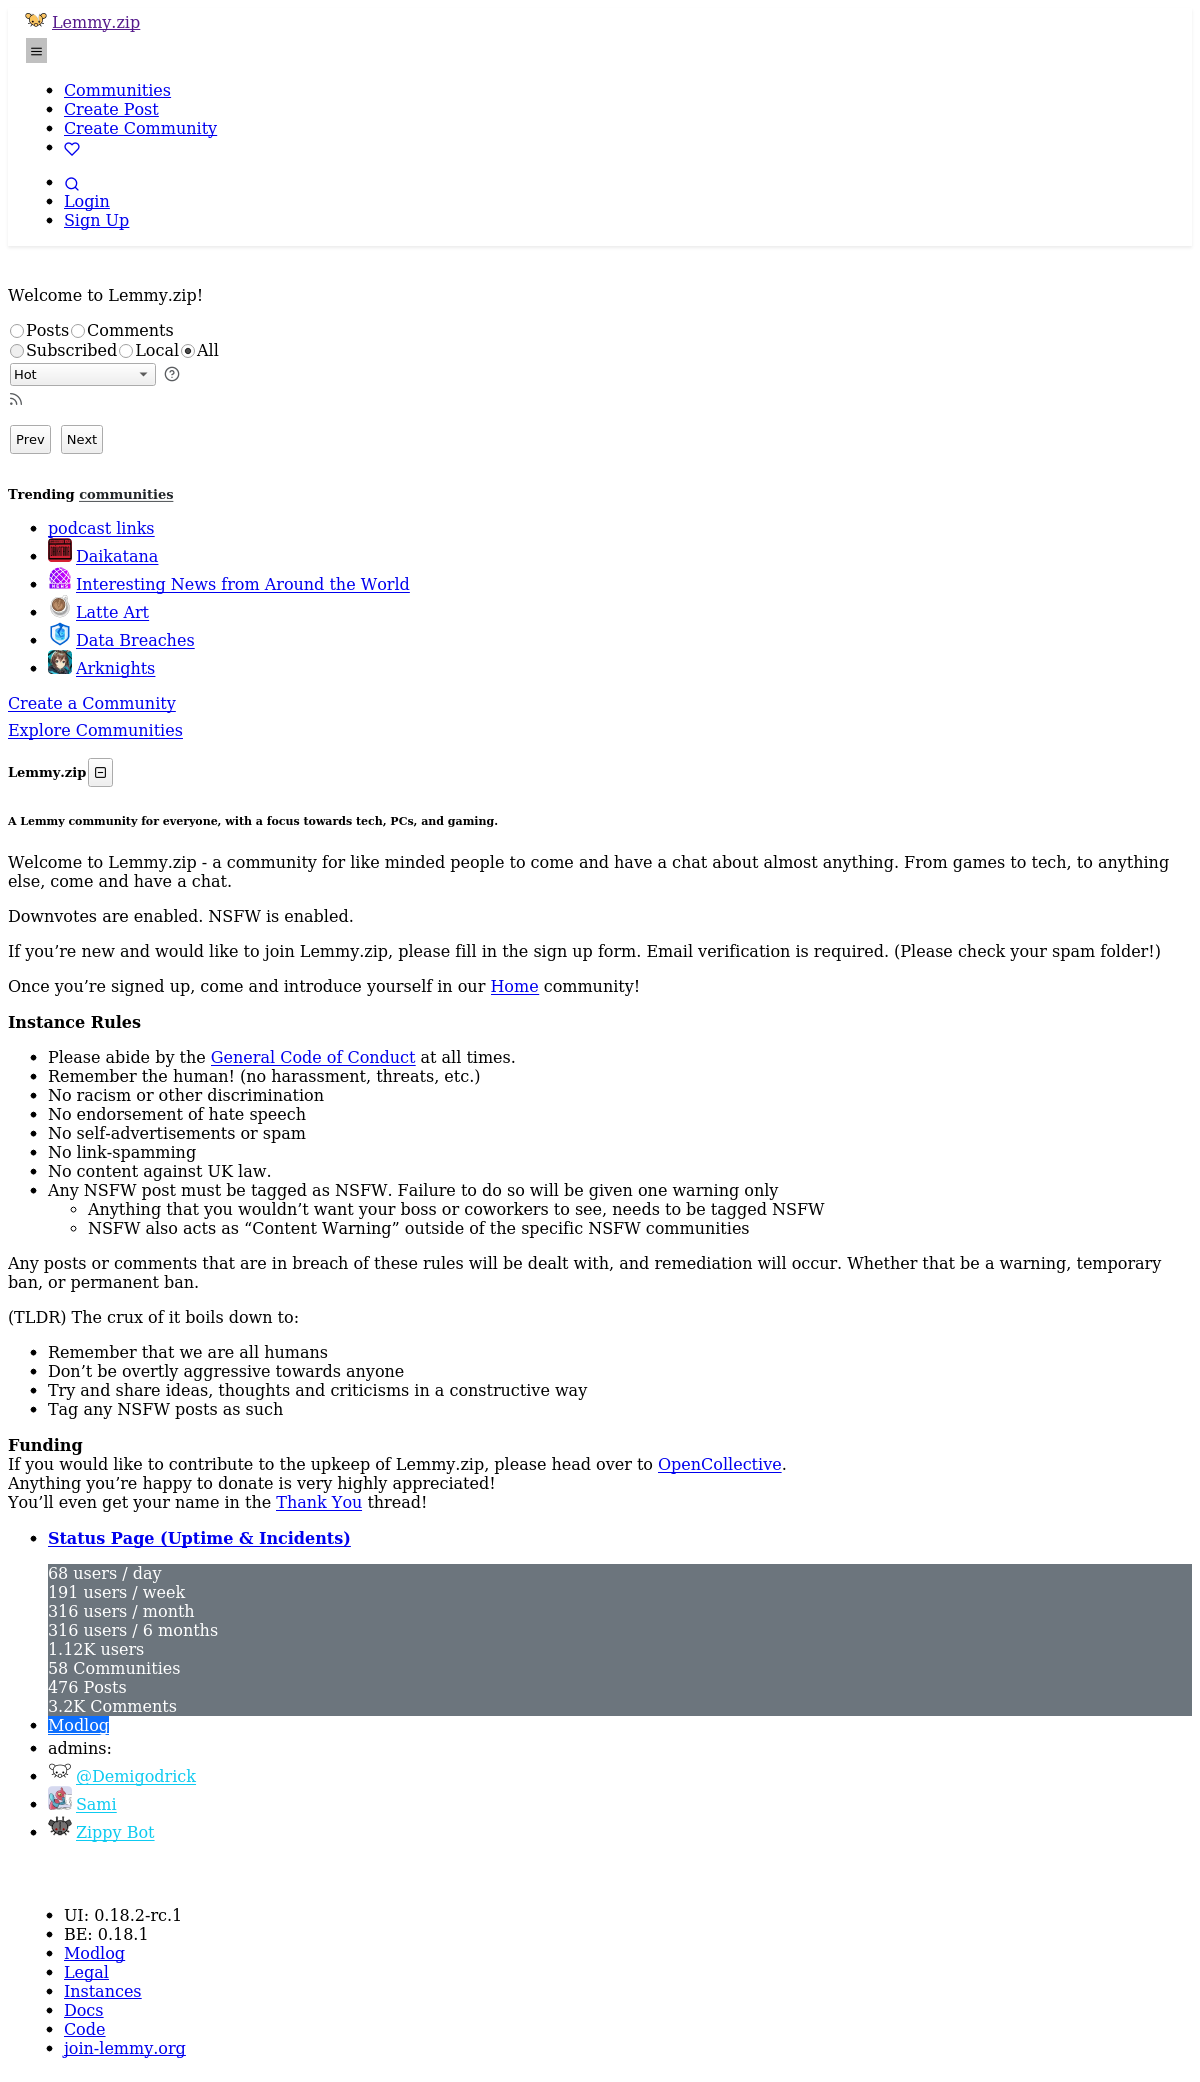 Lemmy.zip
Communities
Create Post
Create Community
Login
Sign Up
Welcome to Lemmy.zip!
Posts Comments
Subscribed Local All
Hot
Prev Next
Trending communities
podcast links
Daikatana
Interesting News from Around the World
Latte Art
Data Breaches
Arknights
Create a Community
Explore Communities
Lemmy.zip
A Lemmy community for everyone, with a focus towards tech, PCs, and gaming.
Welcome to Lemmy.zip - a community for like minded people to come and have a chat about almost anything. From games to tech, to anything
else, come and have a chat.
Downvotes are enabled. NSFW is enabled.
If you’re new and would like to join Lemmy.zip, please fill in the sign up form. Email verification is required. (Please check your spam folder!)
Once you’re signed up, come and introduce yourself in our Home community!
Instance Rules
Please abide by the General Code of Conduct at all times.
Remember the human! (no harassment, threats, etc.)
No racism or other discrimination
No endorsement of hate speech
No self-advertisements or spam
No link-spamming
No content against UK law.
Any NSFW post must be tagged as NSFW. Failure to do so will be given one warning only
Anything that you wouldn’t want your boss or coworkers to see, needs to be tagged NSFW
NSFW also acts as “Content Warning” outside of the specific NSFW communities
Any posts or comments that are in breach of these rules will be dealt with, and remediation will occur. Whether that be a warning, temporary
ban, or permanent ban.
(TLDR) The crux of it boils down to:
Remember that we are all humans
Don’t be overtly aggressive towards anyone
Try and share ideas, thoughts and criticisms in a constructive way
Tag any NSFW posts as such
Funding
If you would like to contribute to the upkeep of Lemmy.zip, please head over to OpenCollective.
Anything you’re happy to donate is very highly appreciated!
You’ll even get your name in the Thank You thread!
Status Page (Uptime & Incidents)
68 users / day
191 users / week
316 users / month
316 users / 6 months
1.12K users
58 Communities
476 Posts
3.2K Comments
Modlog
admins:
@Demigodrick
Sami
Zippy Bot
UI: 0.18.2-rc.1
BE: 0.18.1
Modlog
Legal
Instances
Docs
Code
join-lemmy.org